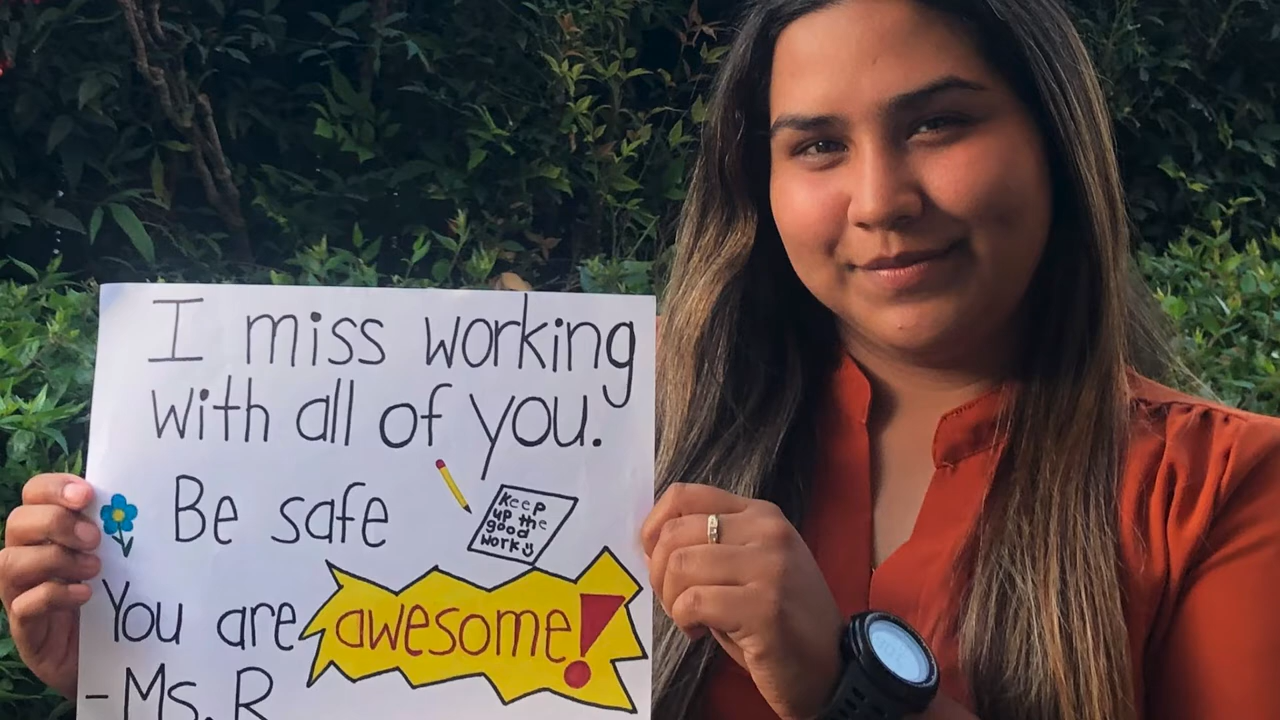 I miss working
with all of you.
Be safe
Keep
up the
good
work
You are awesome!
-Ms. R